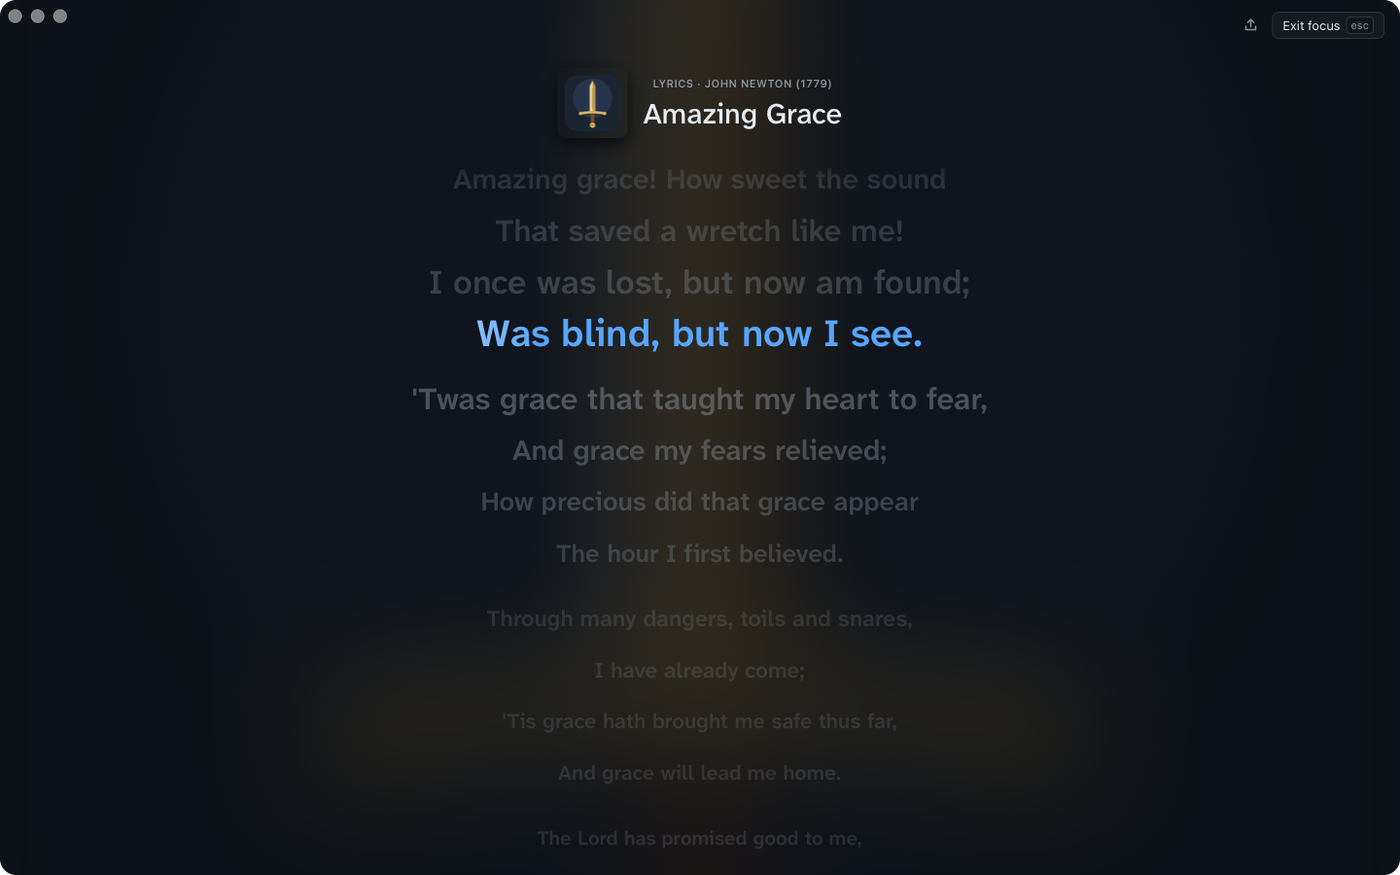 Exit focus esc
LYRICS · JOHN NEWTON (1779)
Amazing Grace
Amazing grace! How sweet the sound
That saved a wretch like me!
I once was lost, but now am found;
Was blind, but now I see.
'Twas grace that taught my heart to fear,
And grace my fears relieved;
How precious did that grace appear
The hour I first believed.
Through many dangers, toils and snares,
I have already come;
'Tis grace hath brought me safe thus far,
And grace will lead me home.
The Lord has promised good to me,